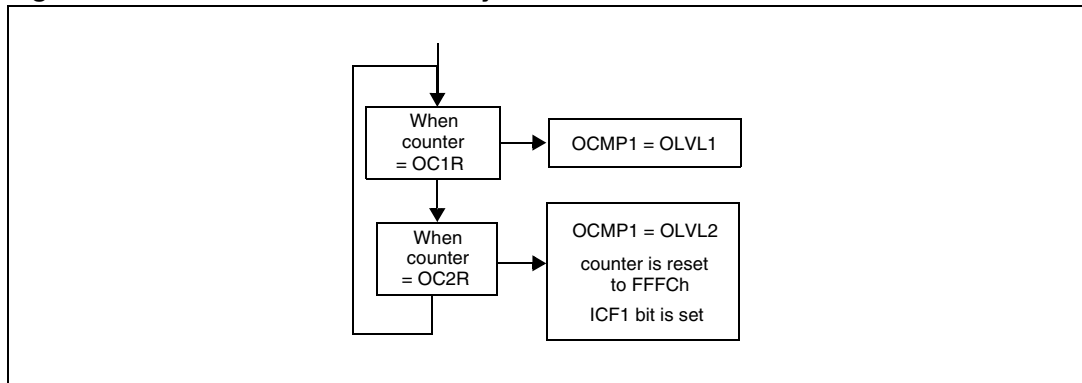 When
counter
= OC1R
OCMP1 = OLVL1
When
counter
= OC2R
OCMP1 = OLVL2
counter is reset
to FFFCh
ICF1 bit is set